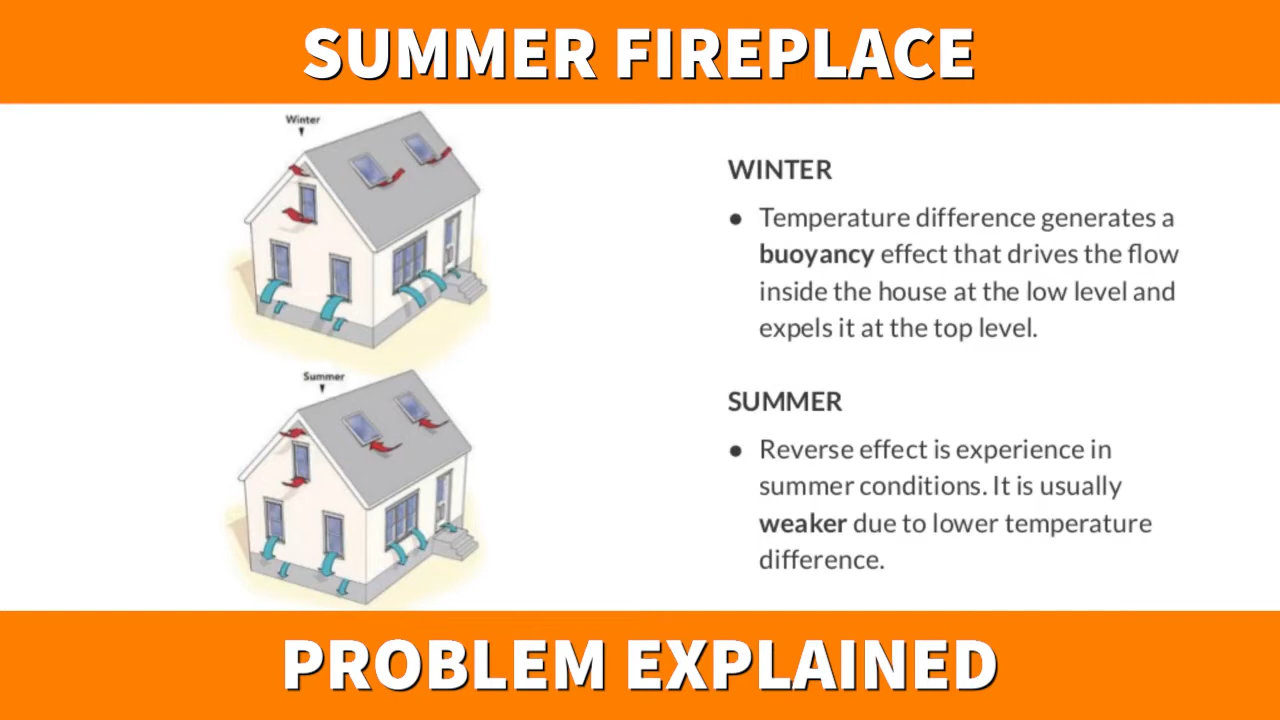 SUMMER FIREPLACE
Winter
Summer
WINTER
● Temperature difference generates a
buoyancy effect that drives the flow
inside the house at the low level and
expels it at the top level.
SUMMER
● Reverse effect is experience in
summer conditions. It is usually
weaker due to lower temperature
difference.
PROBLEM EXPLAINED